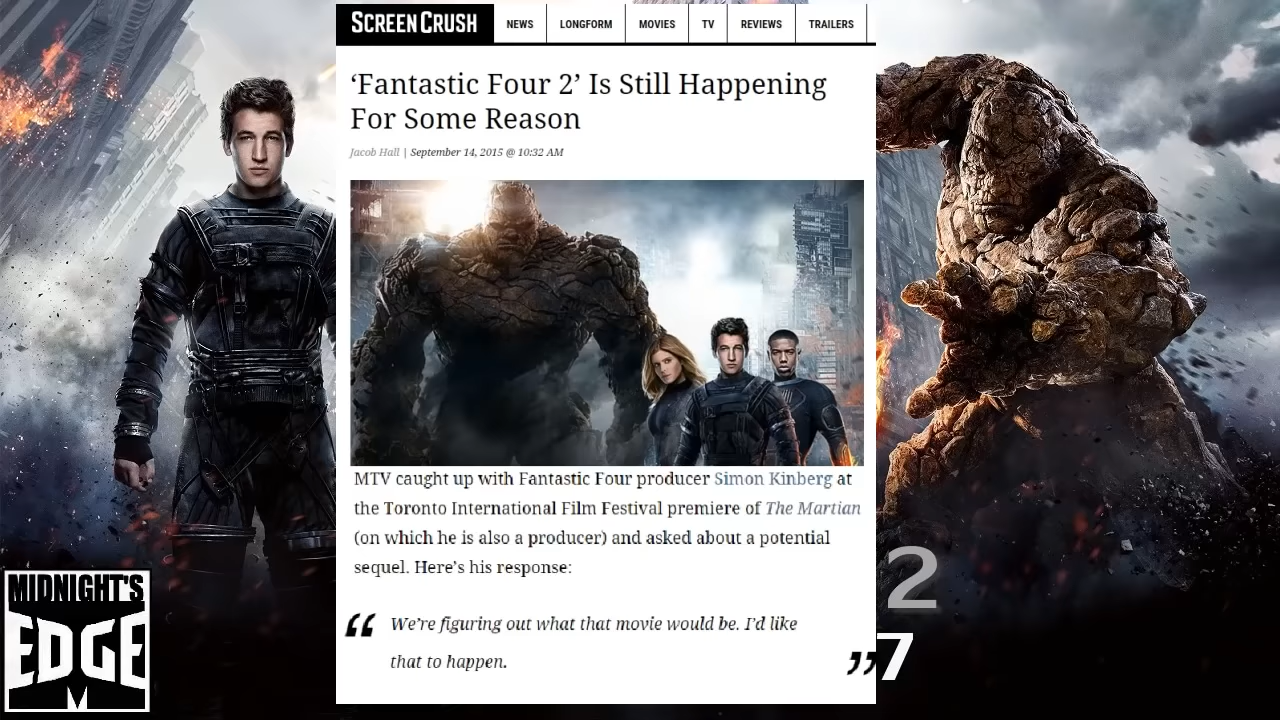 SCREENCRUSH
NEWS
LONGFORM
MOVIES
TV
REVIEWS
TRAILERS
‘Fantastic Four 2’ Is Still Happening
For Some Reason
Jacob Hall | September 14, 2015 @ 10:32 AM
MTV caught up with Fantastic Four producer Simon Kinberg at
the Toronto International Film Festival premiere of The Martian
(on which he is also a producer) and asked about a potential
sequel. Here’s his response:
“ We’re figuring out what that movie would be. I’d like
that to happen. ”
2
7
MIDNIGHT'S
EDGE